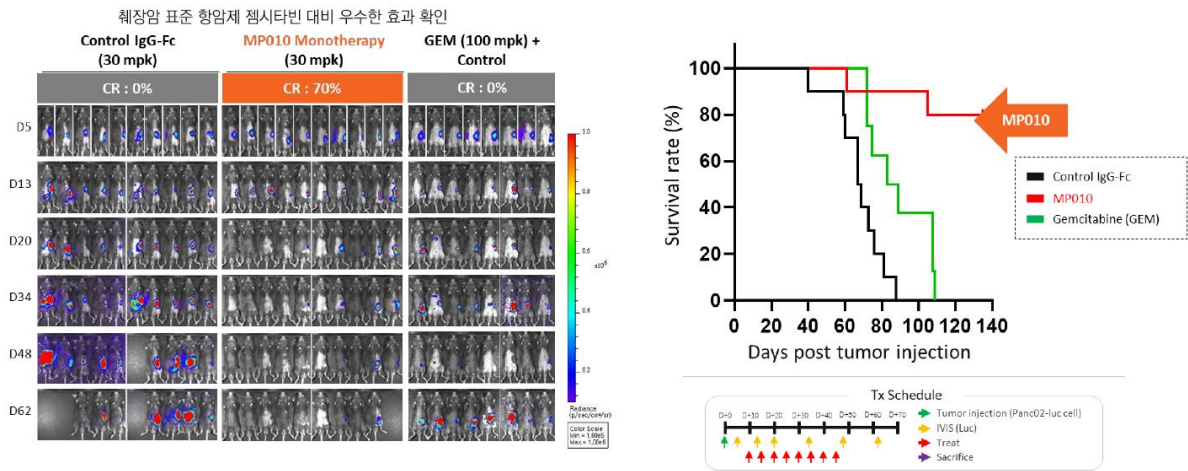 췌장암 표준 항암제 젬시타빈 대비 우수한 효과 확인
Control IgG-Fc
(30 mpk)
MP010 Monotherapy
(30 mpk)
GEM (100 mpk) +
Control
CR : 0%
CR : 70%
CR : 0%
D5
D13
D20
D34
D48
D62
1.0
0.8
0.6
x10⁶
0.4
0.2
Radiance
(p/sec/cm²/sr)
Color Scale
Min = 1.00e5
Max = 1.00e6
Survival rate (%)
100
80
60
40
20
0
0 20 40 60 80 100 120 140
Days post tumor injection
MP010
Control IgG-Fc
MP010
Gemcitabine (GEM)
Tx Schedule
D+0 D+10 D+20 D+30 D+40 D+50 D+60 D+70
Tumor injection (Panc02-luc cell)
IVIS (Luc)
Treat
Sacrifice